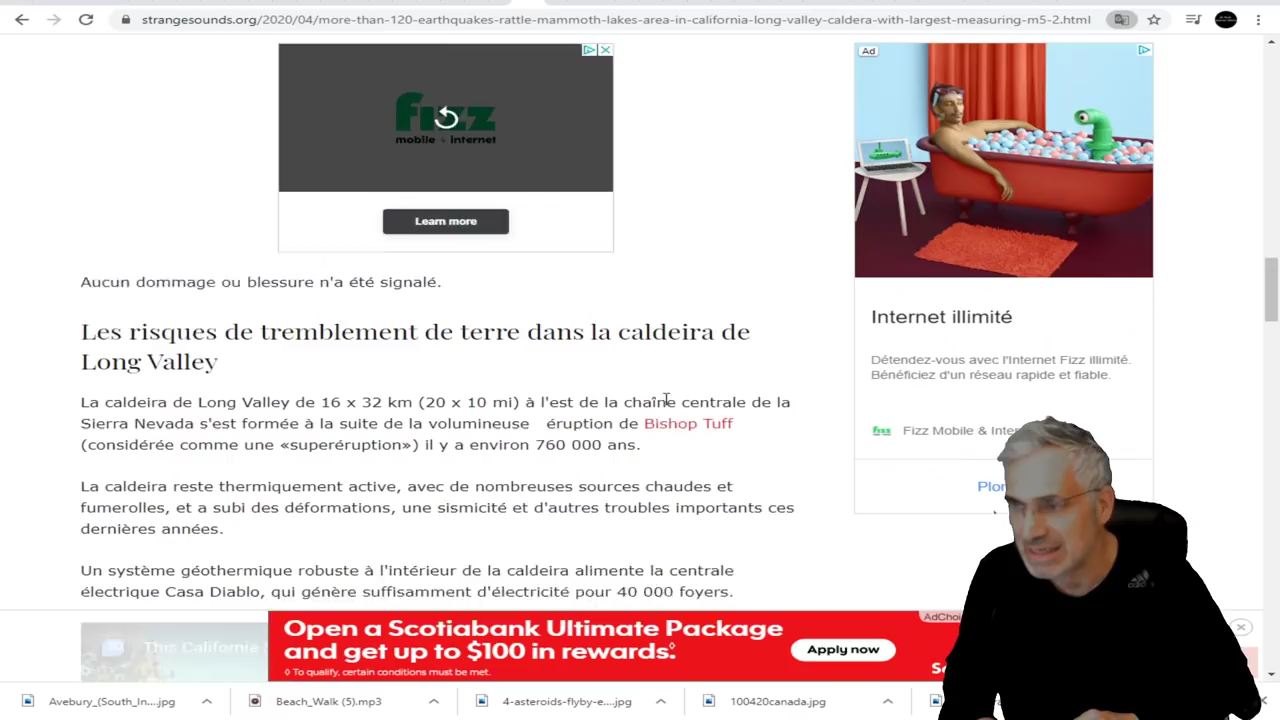 strangesounds.org/2020/04/more-than-120-earthquakes-rattle-mammoth-lakes-area-in-california-long-valley-caldera-with-largest-measuring-m5-2.html
fizz
mobile + internet
Learn more
Ad
Aucun dommage ou blessure n'a été signalé.
Les risques de tremblement de terre dans la caldeira de
Long Valley
La caldeira de Long Valley de 16 x 32 km (20 x 10 mi) à l'est de la chaîne centrale de la
Sierra Nevada s'est formée à la suite de la volumineuse éruption de Bishop Tuff
(considérée comme une «superéruption») il y a environ 760 000 ans.
La caldeira reste thermiquement active, avec de nombreuses sources chaudes et
fumerolles, et a subi des déformations, une sismicité et d'autres troubles importants ces
dernières années.
Un système géothermique robuste à l'intérieur de la caldeira alimente la centrale
électrique Casa Diablo, qui génère suffisamment d'électricité pour 40 000 foyers.
Internet illimité
Détendez-vous avec l'Internet Fizz illimité.
Bénéficiez d'un réseau rapide et fiable.
fizz Fizz Mobile & Inte
Plon
This California
Open a Scotiabank Ultimate Package
and get up to $100 in rewards.◊
◊ To qualify, certain conditions must be met.
Apply now
AdChoi
Avebury_(South_In....jpg
Beach_Walk (5).mp3
4-asteroids-flyby-e....jpg
100420canada.jpg